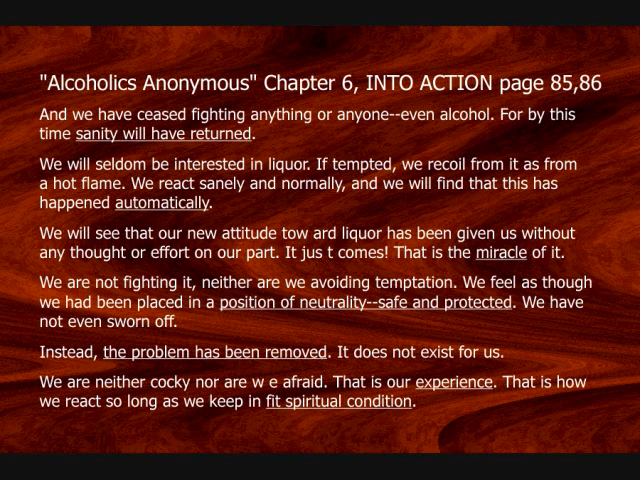 "Alcoholics Anonymous" Chapter 6, INTO ACTION page 85,86
And we have ceased fighting anything or anyone--even alcohol. For by this
time sanity will have returned.
We will seldom be interested in liquor. If tempted, we recoil from it as from
a hot flame. We react sanely and normally, and we will find that this has
happened automatically.
We will see that our new attitude tow ard liquor has been given us without
any thought or effort on our part. It jus t comes! That is the miracle of it.
We are not fighting it, neither are we avoiding temptation. We feel as though
we had been placed in a position of neutrality--safe and protected. We have
not even sworn off.
Instead, the problem has been removed. It does not exist for us.
We are neither cocky nor are w e afraid. That is our experience. That is how
we react so long as we keep in fit spiritual condition.